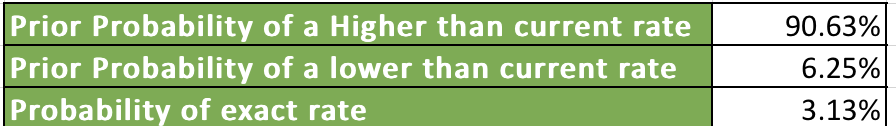 Prior Probability of a Higher than current rate 90.63%
Prior Probability of a lower than current rate 6.25%
Probability of exact rate 3.13%